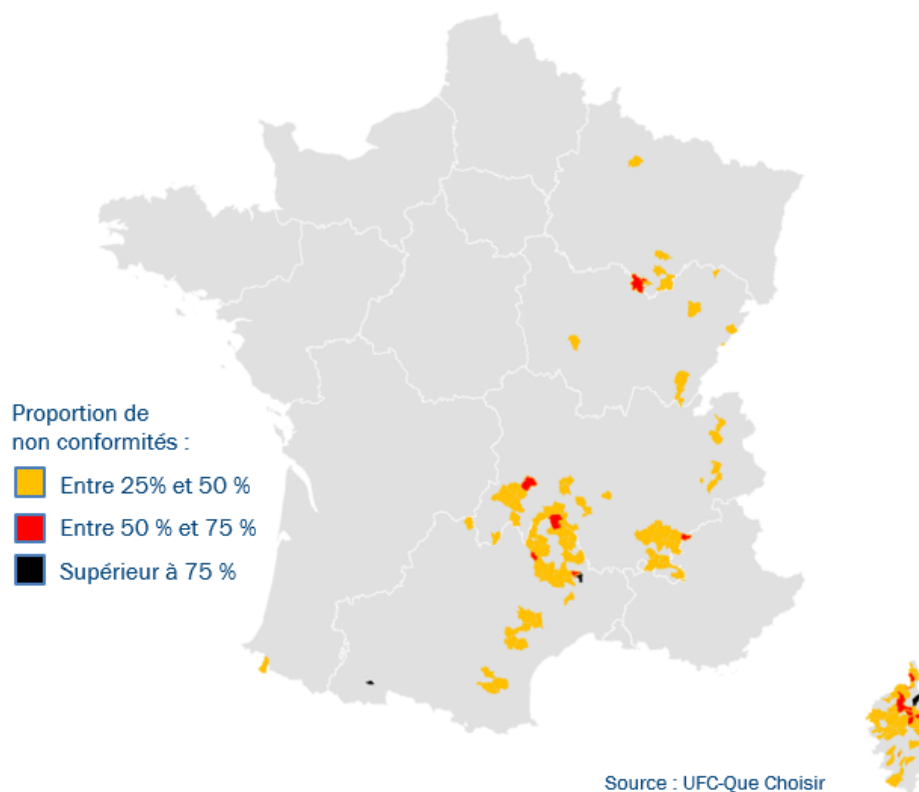 Proportion de
non conformités :
Entre 25% et 50 %
Entre 50 % et 75 %
Supérieur à 75 %
Source : UFC-Que Choisir